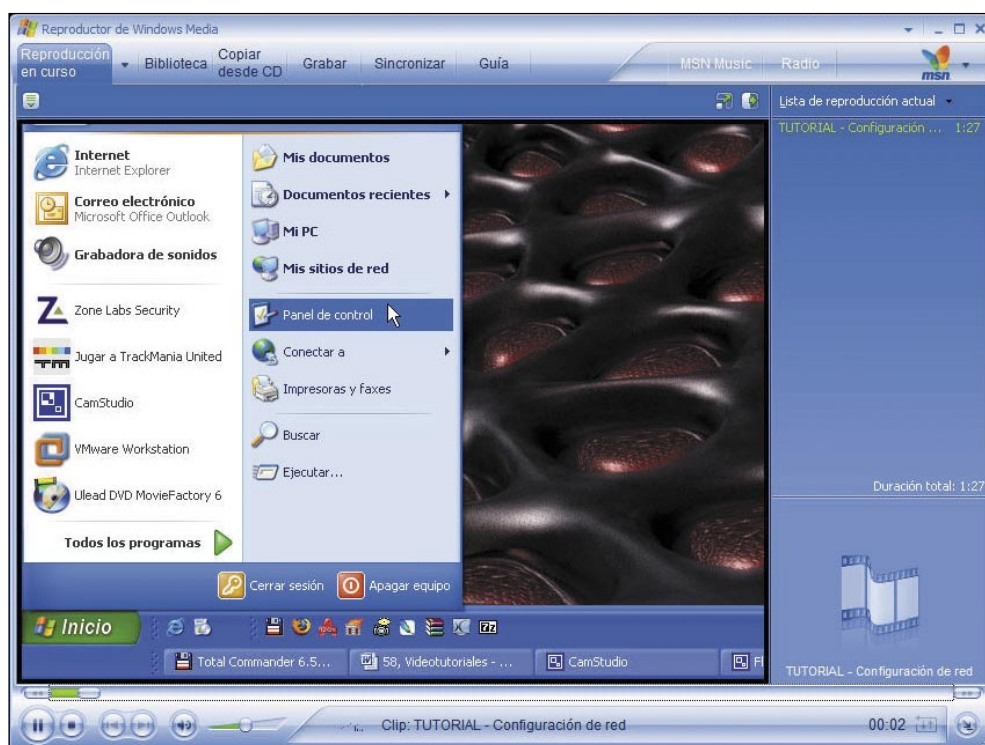 Reproductor de Windows Media
Reproducción en curso
Biblioteca
Copiar desde CD
Grabar
Sincronizar
Guía
MSN Music
Radio
msn
Lista de reproducción actual
TUTORIAL - Configuración ... 1:27
Internet
Internet Explorer
Correo electrónico
Microsoft Office Outlook
Grabadora de sonidos
Zone Labs Security
Jugar a TrackMania United
CamStudio
VMware Workstation
Ulead DVD MovieFactory 6
Todos los programas
Mis documentos
Documentos recientes
Mi PC
Mis sitios de red
Panel de control
Conectar a
Impresoras y faxes
Buscar
Ejecutar...
Cerrar sesión
Apagar equipo
Inicio
Total Commander 6.5...
58, Videotutoriales - ...
CamStudio
Duración total: 1:27
TUTORIAL - Configuración de red
Clip: TUTORIAL - Configuración de red
00:02